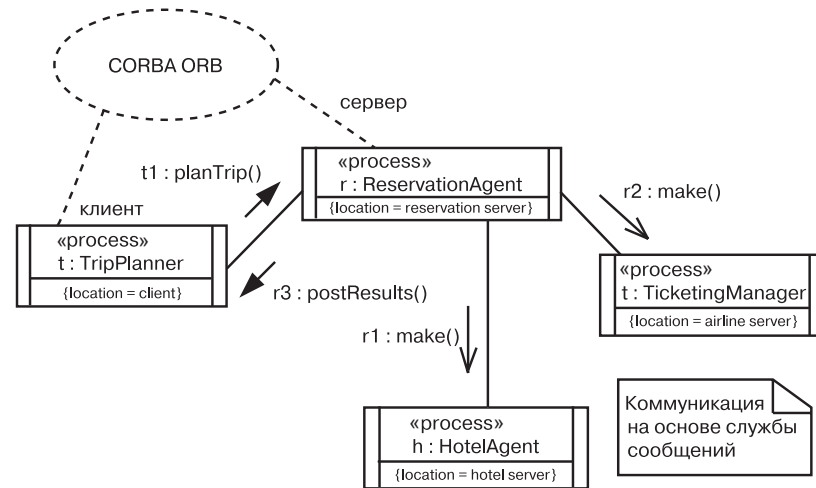 CORBA ORB
сервер
«process»
r : ReservationAgent
{location = reservation server}
t1 : planTrip()
клиент
«process»
t : TripPlanner
{location = client}
r2 : make()
«process»
t : TicketingManager
{location = airline server}
r3 : postResults()
r1 : make()
«process»
h : HotelAgent
{location = hotel server}
Коммуникация
на основе службы
сообщений